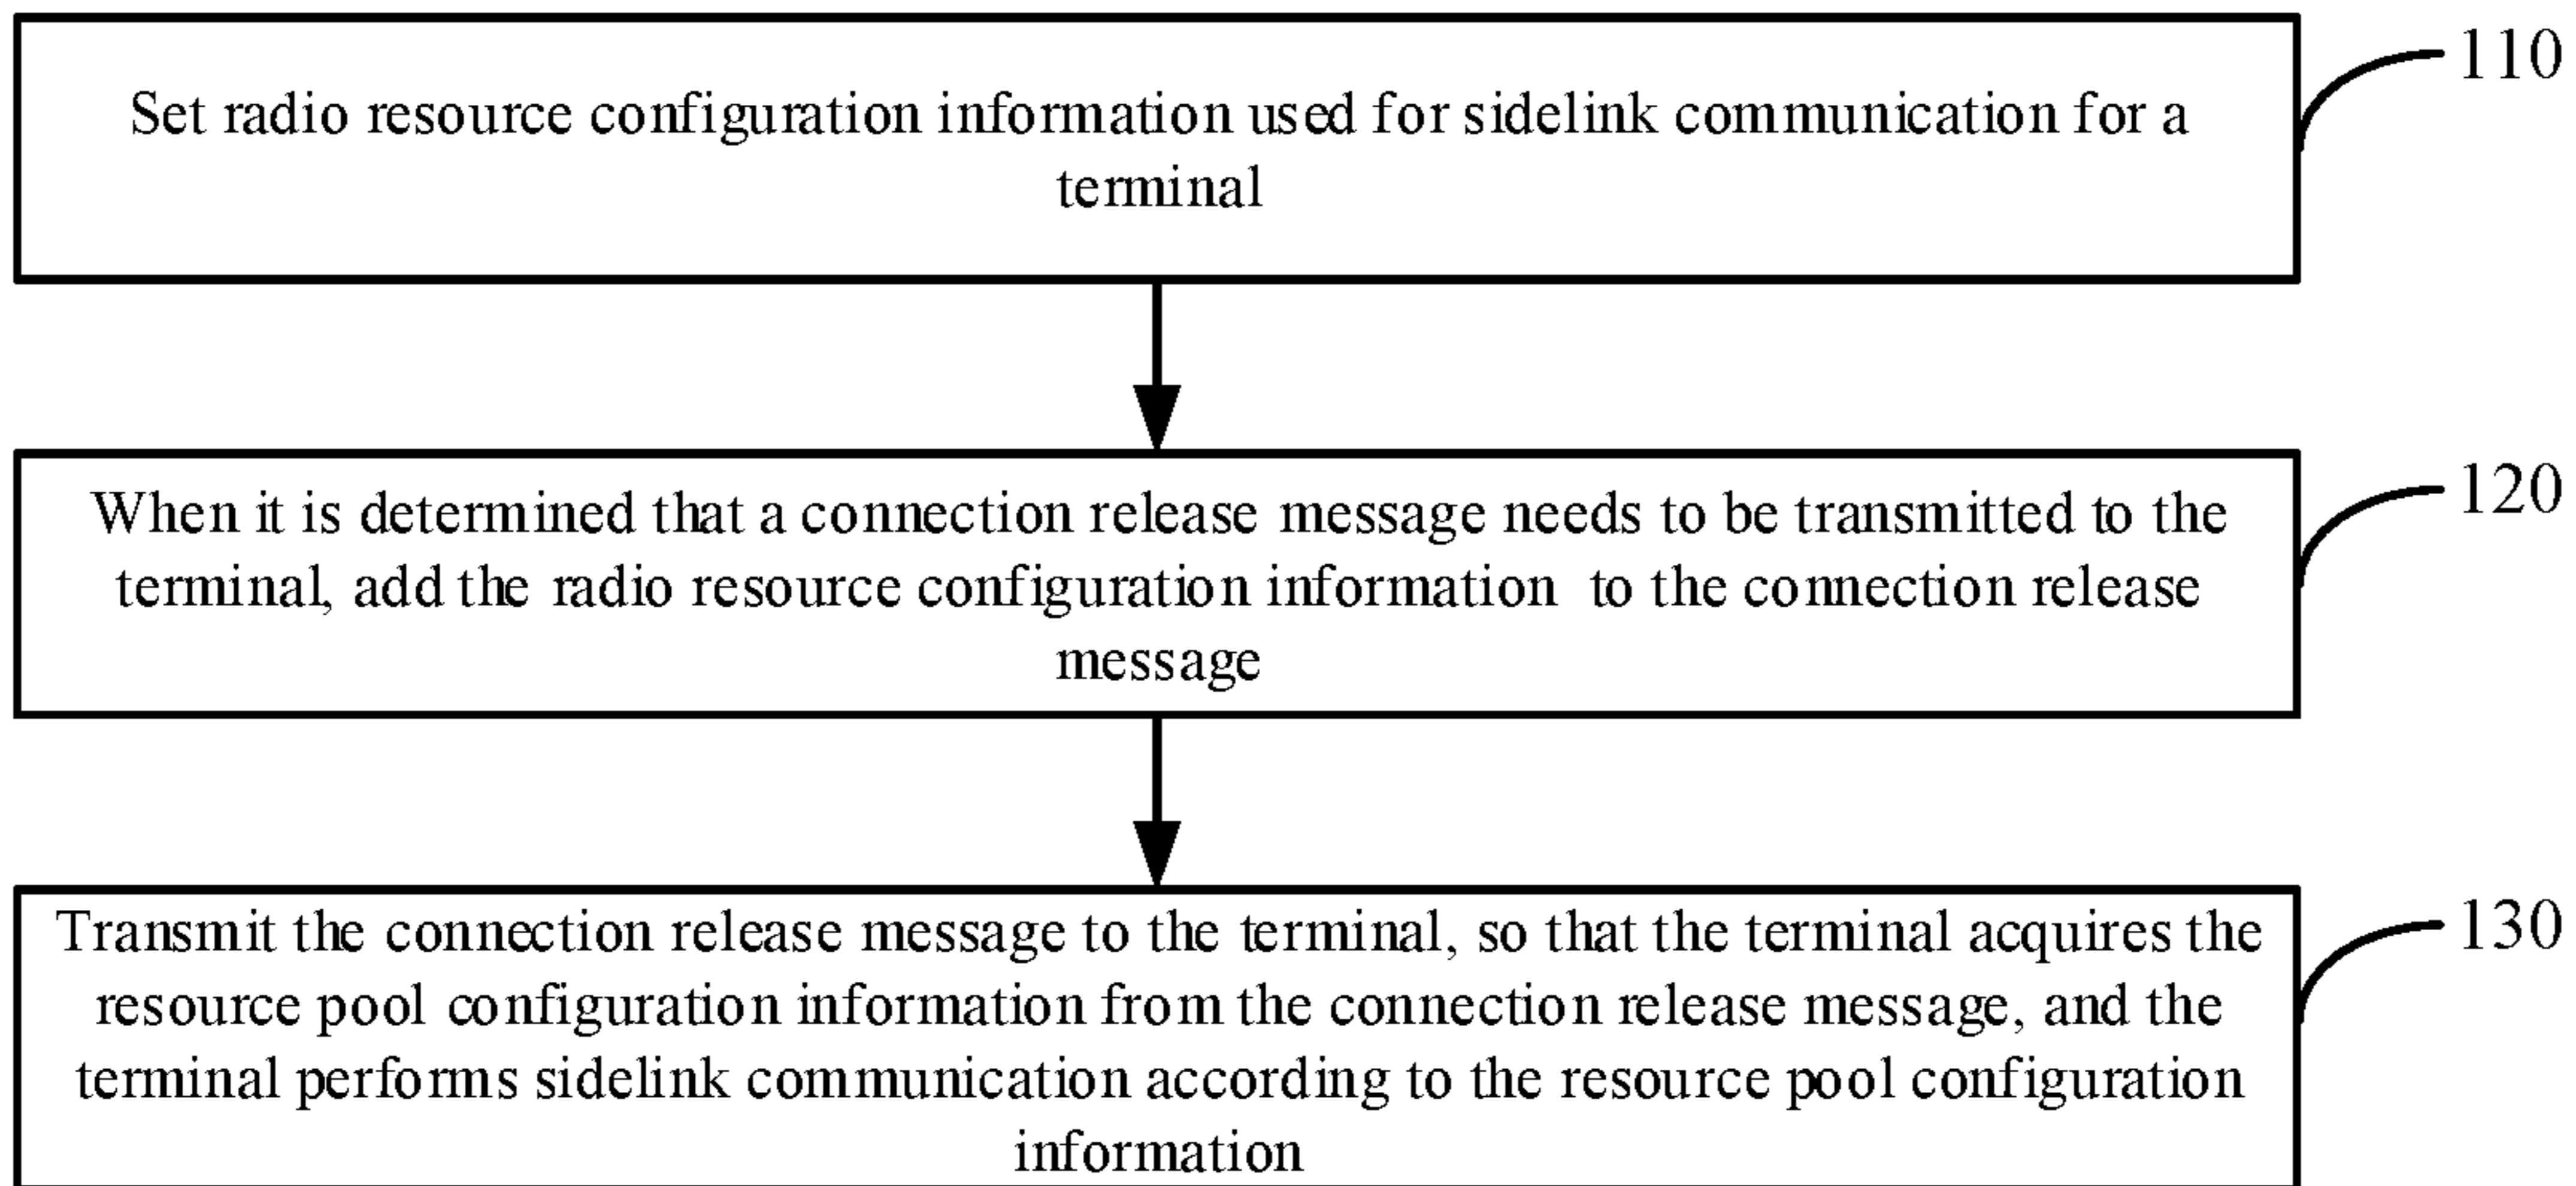 Set radio resource configuration information used for sidelink communication for a
terminal
110
When it is determined that a connection release message needs to be transmitted to the
terminal, add the radio resource configuration information to the connection release
message
120
Transmit the connection release message to the terminal, so that the terminal acquires the
resource pool configuration information from the connection release message, and the
terminal performs sidelink communication according to the resource pool configuration
information
130